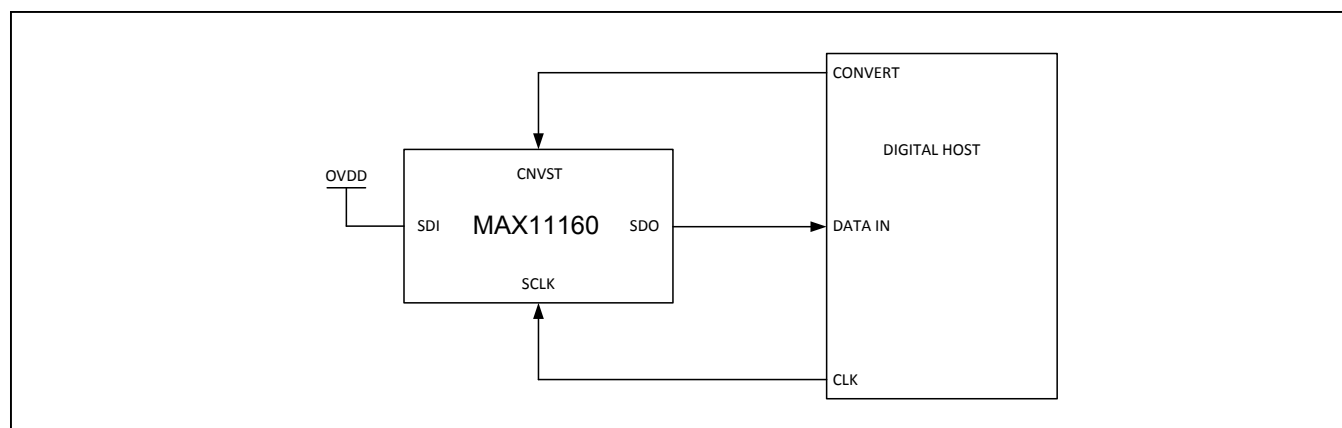 CONVERT
DIGITAL HOST
OVDD
CNVST
SDI
MAX11160
SDO
DATA IN
SCLK
CLK